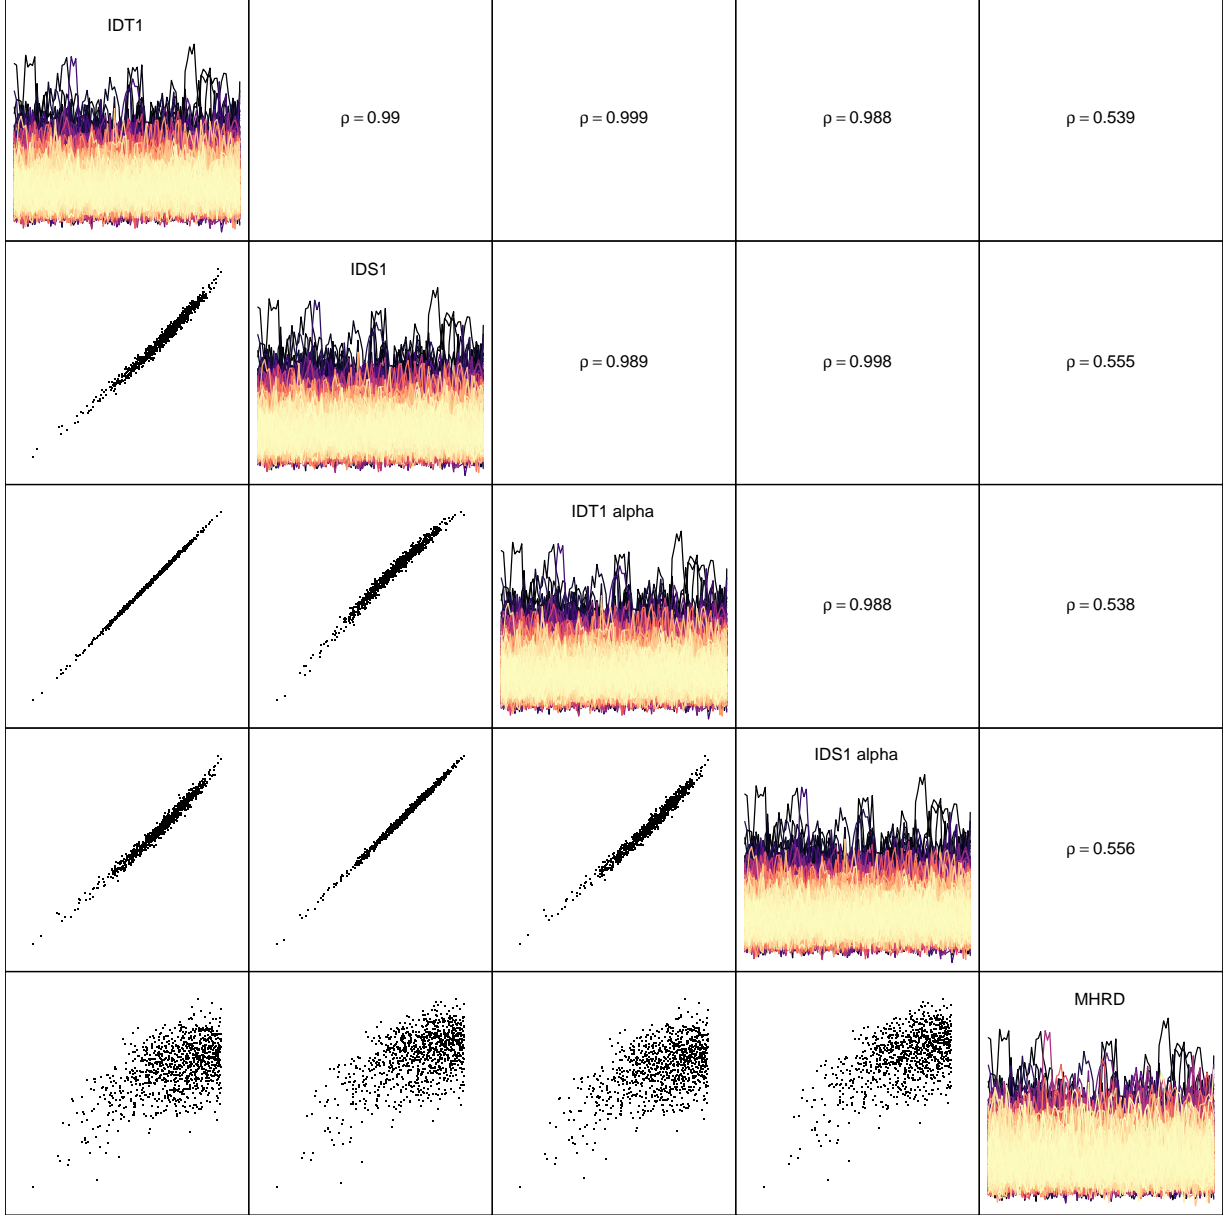 IDT1
ρ = 0.99
ρ = 0.999
ρ = 0.988
ρ = 0.539
IDS1
ρ = 0.989
ρ = 0.998
ρ = 0.555
IDT1 alpha
ρ = 0.988
ρ = 0.538
IDS1 alpha
ρ = 0.556
MHRD